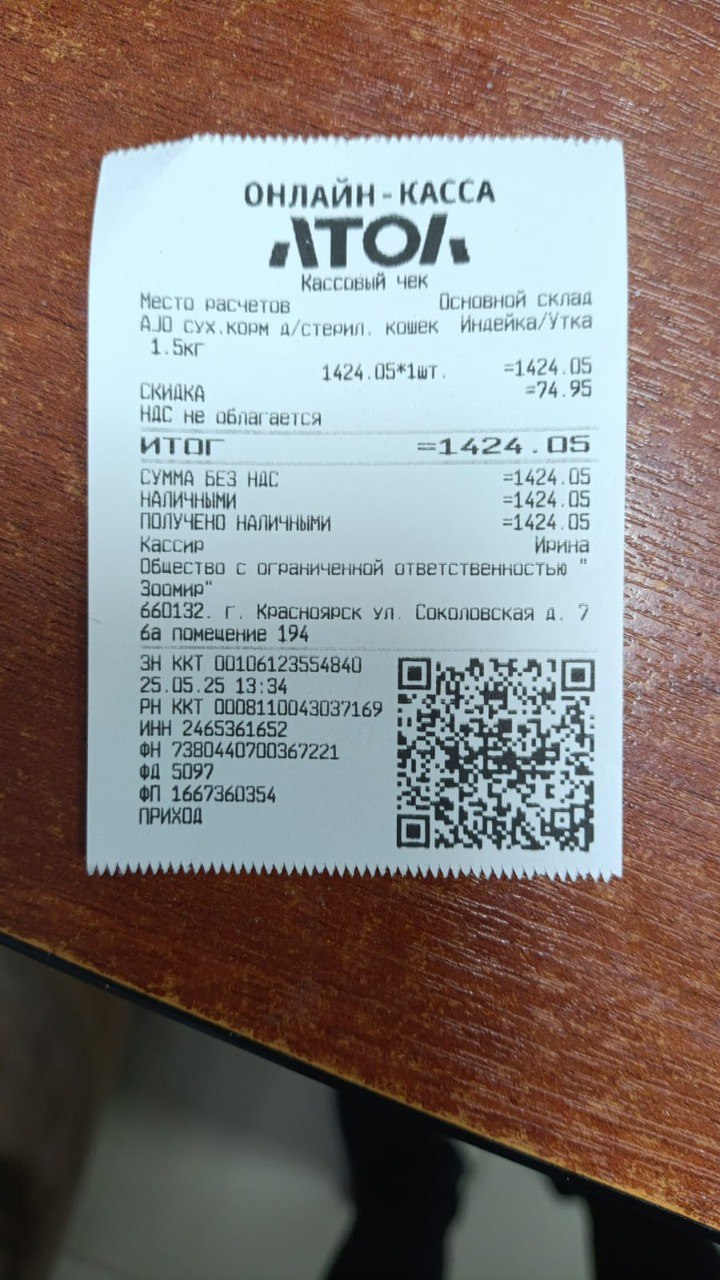 ОНЛАЙН-КАССА
АТОЛ
Кассовый чек
Место расчетов Основной склад
AJO сух.корм д/стерил. кошек Индейка/Утка
1.5кг
1424.05*1шт. =1424.05
СКИДКА =74.95
НДС не облагается
ИТОГ =1424.05
СУММА БЕЗ НДС =1424.05
НАЛИЧНЫМИ =1424.05
ПОЛУЧЕНО НАЛИЧНЫМИ =1424.05
Кассир Ирина
Общество с ограниченной ответственностью "
Зоомир"
660132. г. Красноярск ул. Соколовская д. 7
6а помещение 194
ЗН ККТ 00106123554840
25.05.25 13:34
РН ККТ 0008110043037169
ИНН 2465361652
ФН 7380440700367221
ФД 5097
ФП 1667360354
ПРИХОД